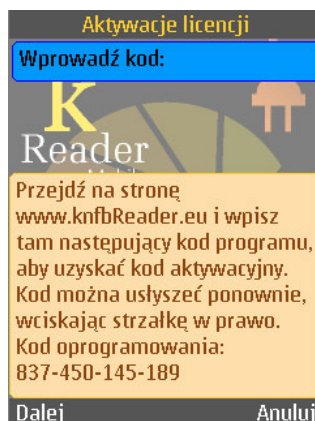 Aktywacje licencji
Wprowadź kod:
K
Reader
Przejdź na stronę
www.knfbReader.eu i wpisz
tam następujący kod programu,
aby uzyskać kod aktywacyjny.
Kod można usłyszeć ponownie,
wciskając strzałkę w prawo.
Kod oprogramowania:
837-450-145-189
Dalej Anuluj